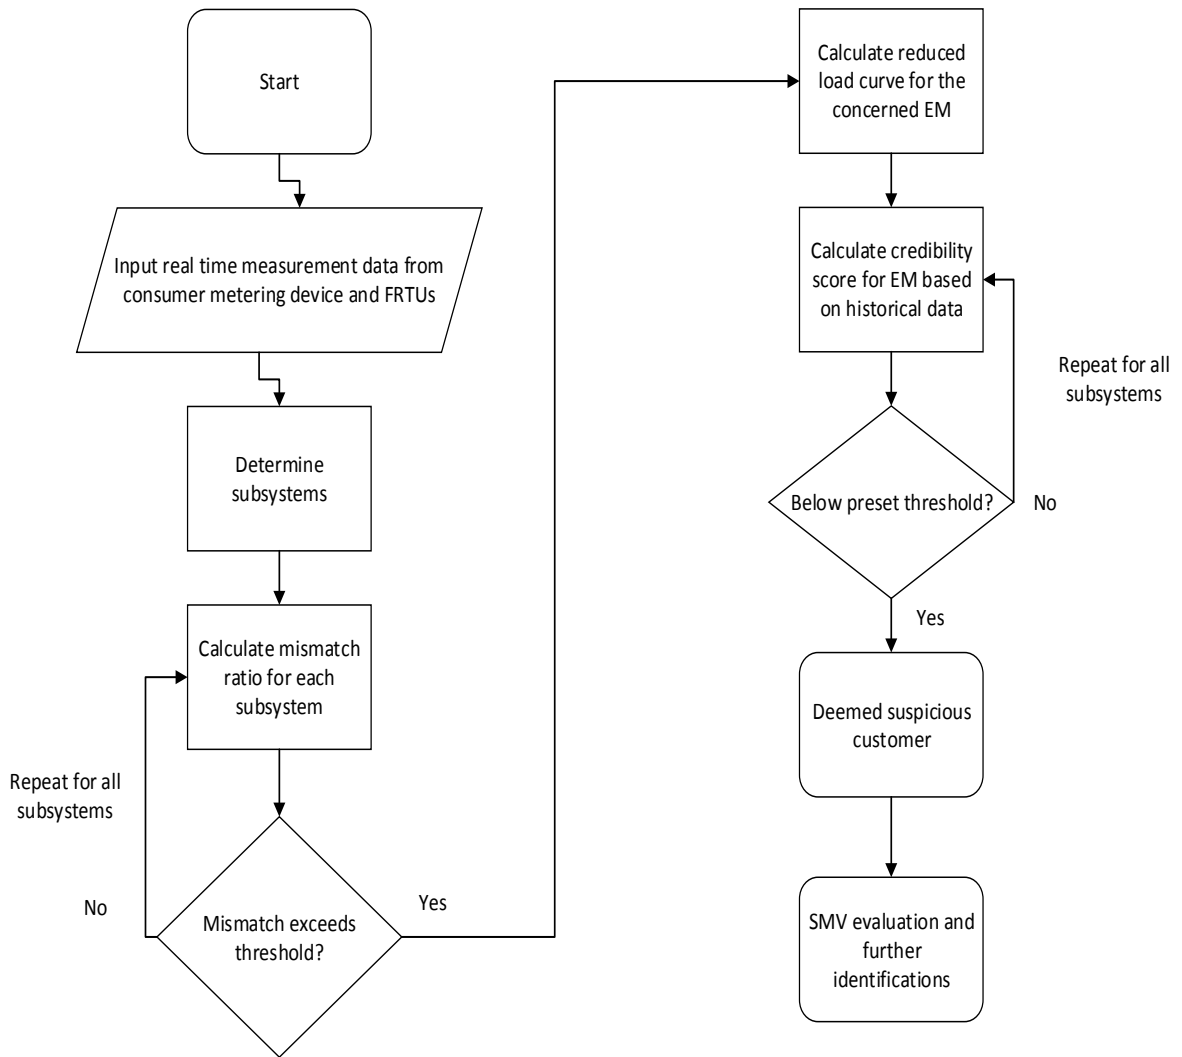 Start
Input real time measurement data from
consumer metering device and FRTUs
Determine
subsystems
Calculate mismatch
ratio for each
subsystem
Repeat for all
subsystems
Mismatch exceeds
threshold?
No
Yes
Calculate reduced
load curve for the
concerned EM
Calculate credibility
score for EM based
on historical data
Repeat for all
subsystems
Below preset threshold?
No
Yes
Deemed suspicious
customer
SMV evaluation and
further
identifications